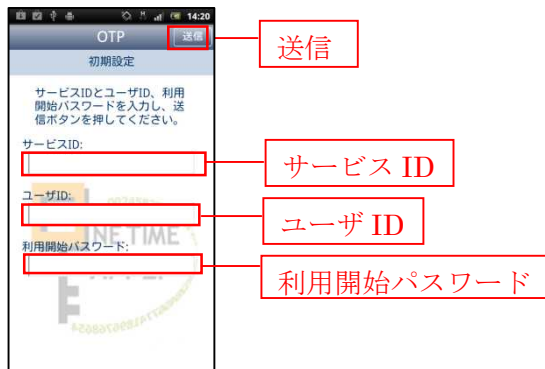 14:20
OTP
送信
送信
初期設定
サービスIDとユーザID、利用
開始パスワードを入力し、送
信ボタンを押してください。
サービスID:
サービス ID
ユーザID:
ユーザ ID
NE TIME
利用開始パスワード:
利用開始パスワード